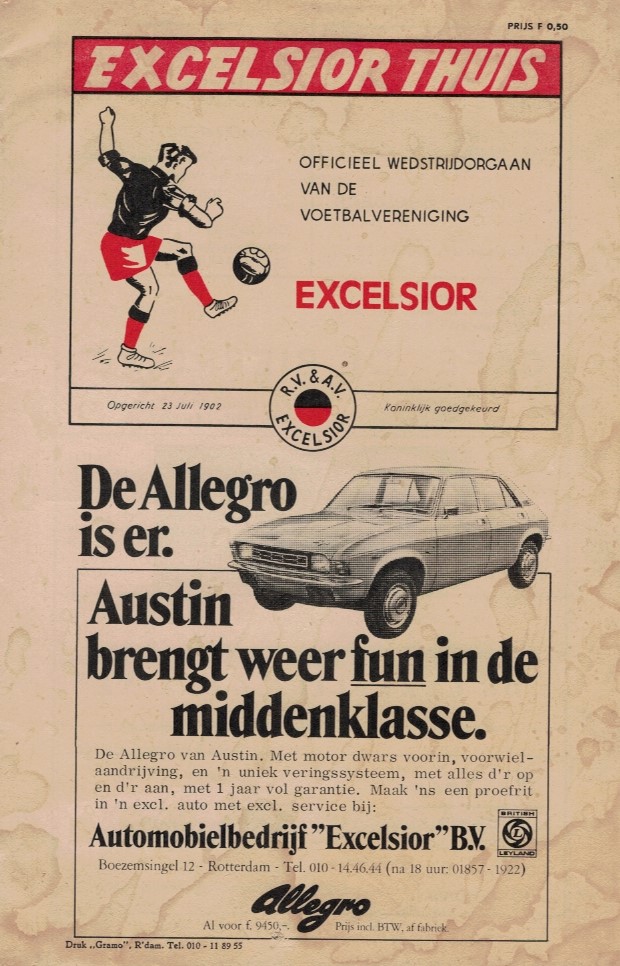 PRIJS F 0,50
EXCELSIOR THUIS
OFFICIEEL WEDSTRIJDORGAAN
VAN DE
VOETBALVERENIGING
EXCELSIOR
R.V. & A.V.
EXCELSIOR
Opgericht 23 Juli 1902
Koninklijk goedgekeurd
De Allegro
is er.
Austin
brengt weer fun in de
middenklasse.
De Allegro van Austin. Met motor dwars voorin, voorwiel-
aandrijving, en 'n uniek veringssysteem, met alles d'r op
en d'r aan, met 1 jaar vol garantie. Maak 'ns een proefrit
in 'n excl. auto met excl. service bij:
Automobielbedrijf "Excelsior" B.V.
BRITISH
L
LEYLAND
Boezemsingel 12 - Rotterdam - Tel. 010 - 14.46.44 (na 18 uur: 01857 - 1922)
Allegro
Al voor f. 9450,-. Prijs incl. BTW, af fabriek.
Druk „Gramo", R'dam. Tel. 010 - 11 89 55